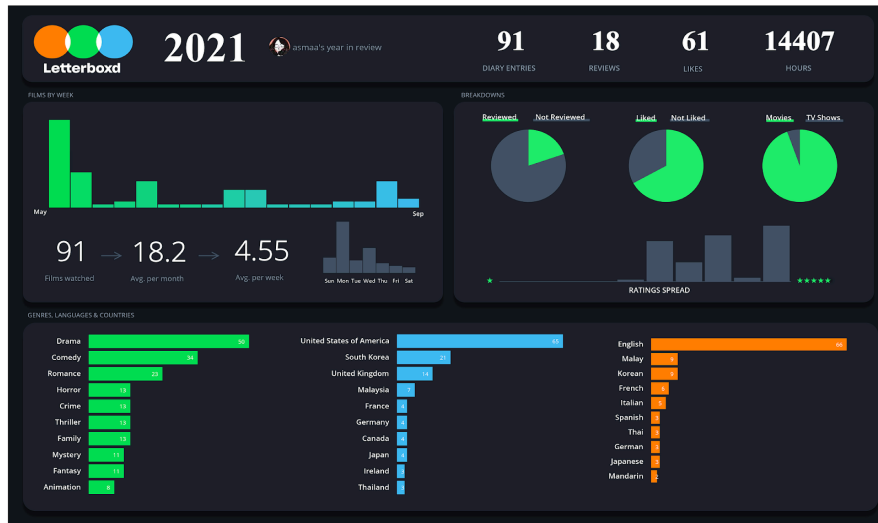 Letterboxd
2021
asmaa's year in review
91
DIARY ENTRIES
18
REVIEWS
61
LIKES
14407
HOURS
FILMS BY WEEK
May
Sep
91
Films watched
18.2
Avg. per month
4.55
Avg. per week
Sun Mon Tue Wed Thu Fri Sat
BREAKDOWNS
Reviewed Not Reviewed
Liked Not Liked
Movies TV Shows
RATINGS SPREAD
GENRES, LANGUAGES & COUNTRIES
Drama 50
Comedy 34
Romance 23
Horror 13
Crime 13
Thriller 13
Family 13
Mystery 11
Fantasy 11
Animation 8
United States of America 65
South Korea 21
United Kingdom 14
Malaysia 7
France 4
Germany 4
Canada 4
Japan 4
Ireland
Thailand
English 66
Malay 9
Korean 9
French 6
Italian 5
Spanish
Thai
German
Japanese
Mandarin